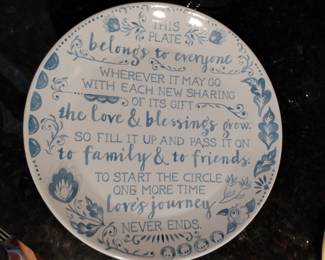 THIS
PLATE
belongs to everyone
WHEREVER IT MAY GO
WITH EACH NEW SHARING
OF ITS GIFT
the love & blessings grow.
SO FILL IT UP AND PASS IT ON
to family & to friends:
TO START THE CIRCLE
ONE MORE TIME
love's journey
NEVER ENDS.